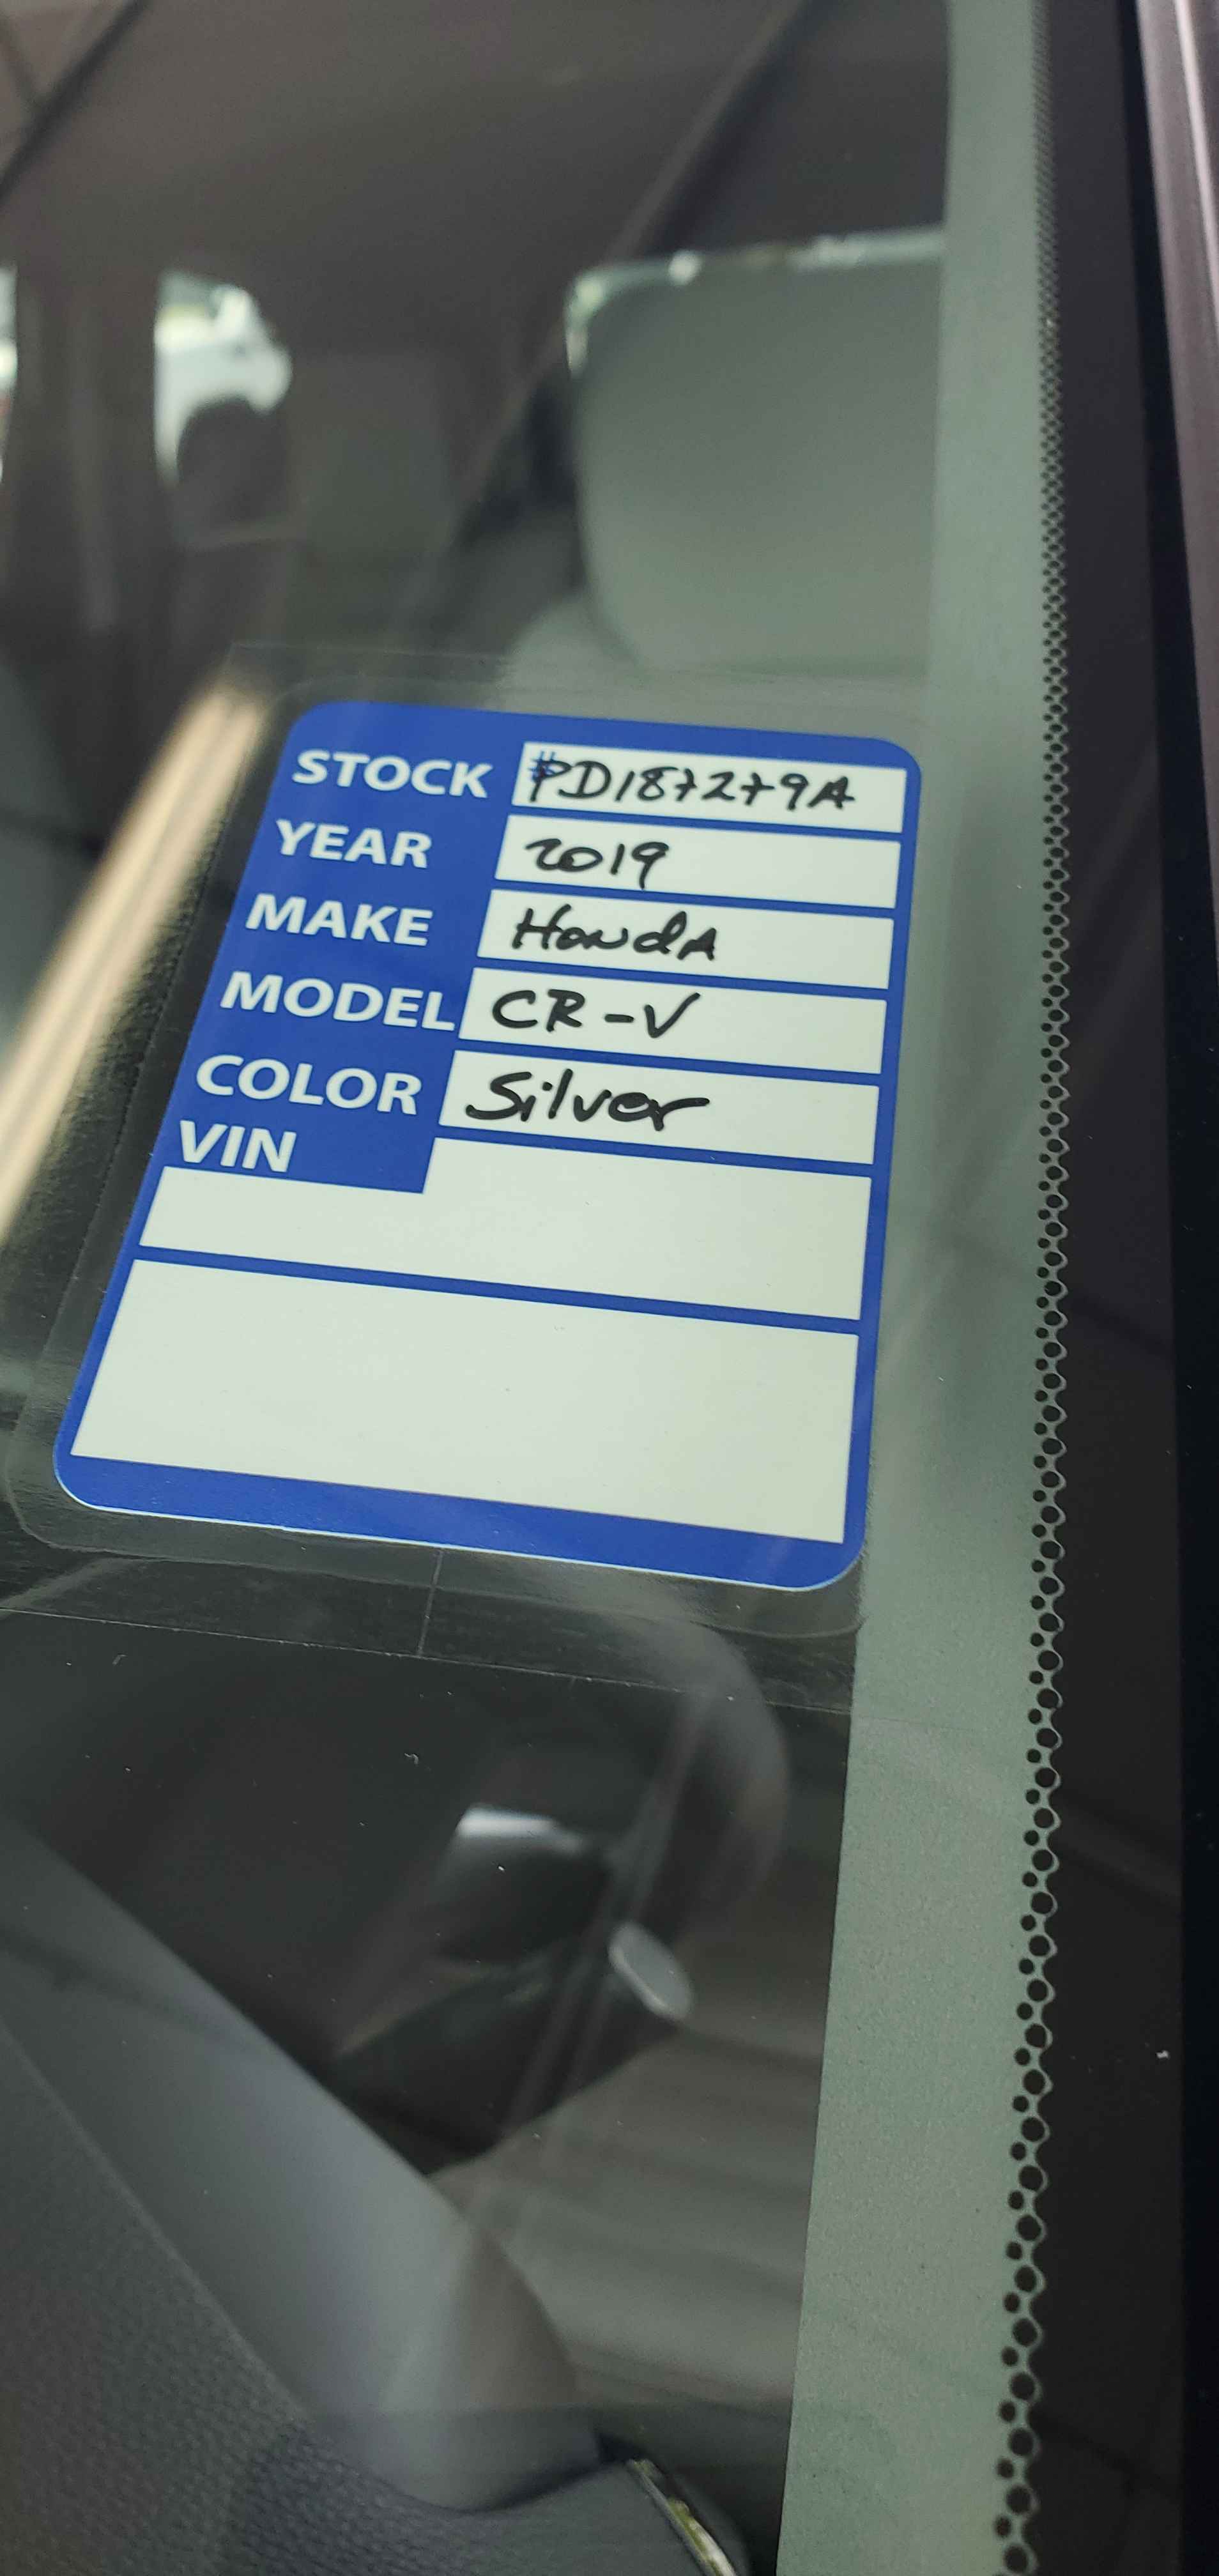 STOCK #PD187279A
YEAR 2019
MAKE HondA
MODEL CR-V
COLOR Silver
VIN